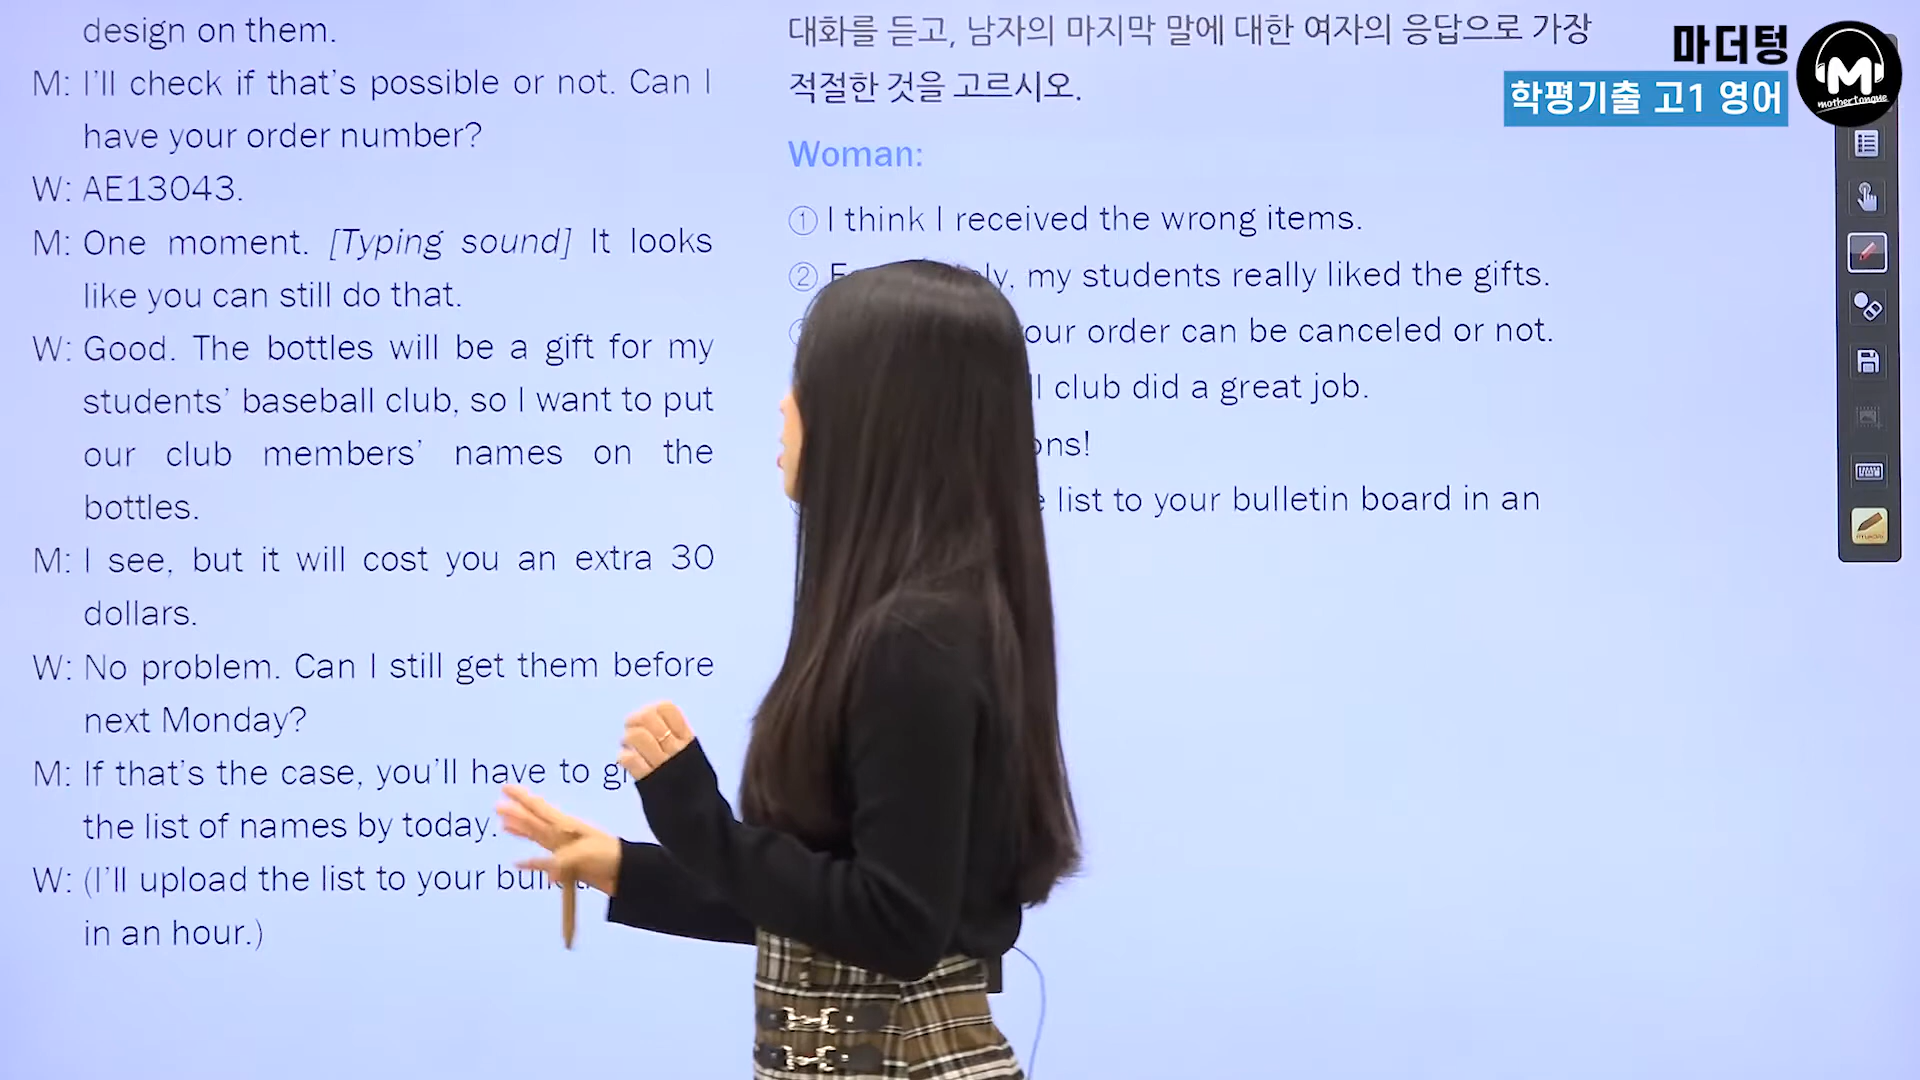 design on them.
M: I'll check if that's possible or not. Can I
have your order number?
W: AE13043.
M: One moment. [Typing sound] It looks
like you can still do that.
W: Good. The bottles will be a gift for my
students' baseball club, so I want to put
our club members' names on the
bottles.
M: I see, but it will cost you an extra 30
dollars.
W: No problem. Can I still get them before
next Monday?
M: If that's the case, you'll have to
the list of names by today.
W: (I'll upload the list to your
in an hour.)
대화를 듣고, 남자의 마지막 말에 대한 여자의 응답으로 가장
적절한 것을 고르시오.
Woman:
① I think I received the wrong items.
② my students really liked the gifts.
your order can be canceled or not.
club did a great job.
list to your bulletin board in an
마더텅
학평기출 고1 영어
M
mothertongue